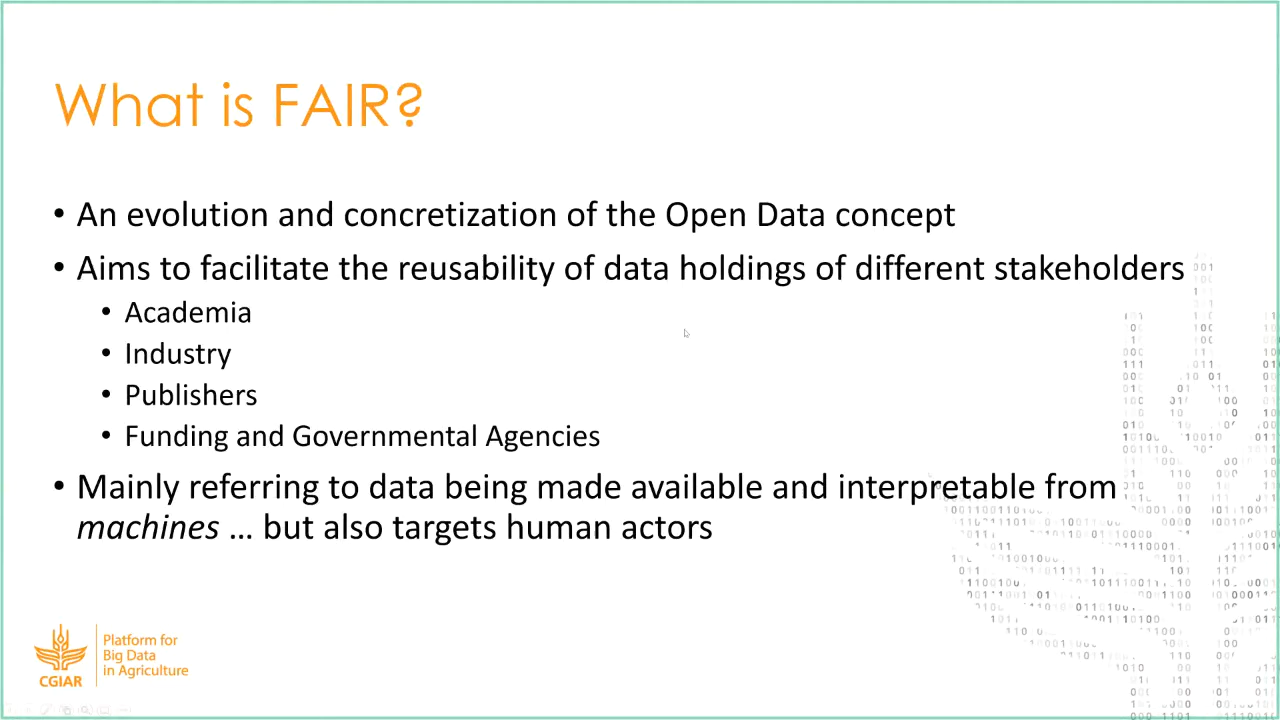 What is FAIR?
• An evolution and concretization of the Open Data concept
• Aims to facilitate the reusability of data holdings of different stakeholders
• Academia
• Industry
• Publishers
• Funding and Governmental Agencies
• Mainly referring to data being made available and interpretable from
machines … but also targets human actors
CGIAR
Platform for
Big Data
in Agriculture